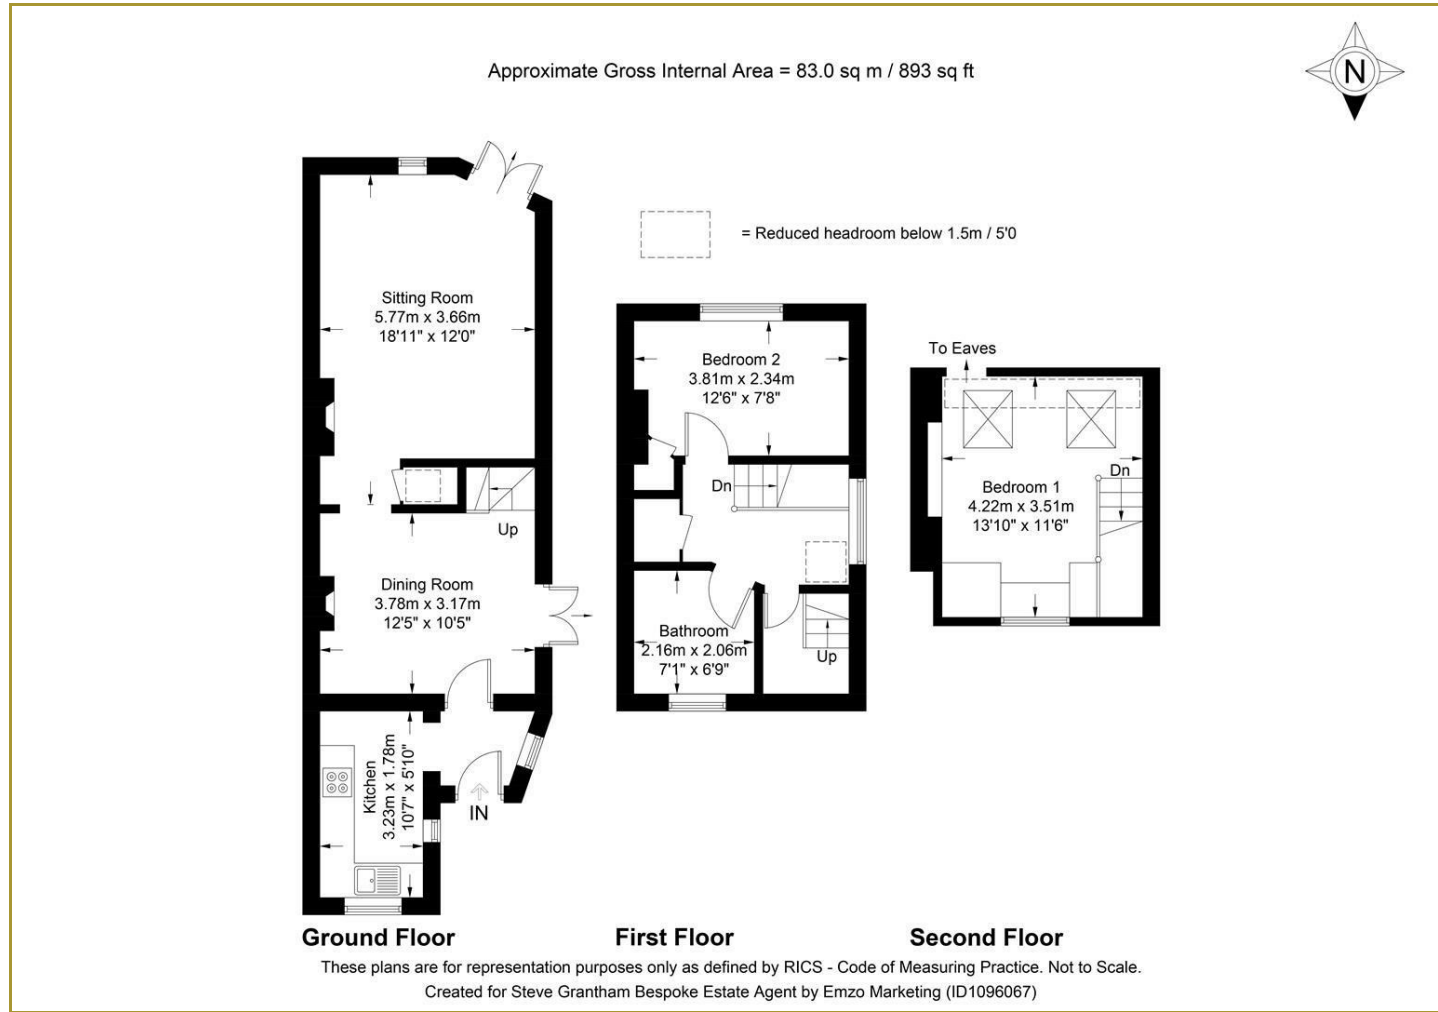 Approximate Gross Internal Area = 83.0 sq m / 893 sq ft
N
= Reduced headroom below 1.5m / 5'0
Sitting Room
5.77m x 3.66m
18'11" x 12'0"
Up
Dining Room
3.78m x 3.17m
12'5" x 10'5"
Kitchen
3.23m x 1.78m
10'7" x 5'10"
IN
Ground Floor
Bedroom 2
3.81m x 2.34m
12'6" x 7'8"
Dn
Bathroom
2.16m x 2.06m
7'1" x 6'9"
Up
First Floor
To Eaves
Dn
Bedroom 1
4.22m x 3.51m
13'10" x 11'6"
Second Floor
These plans are for representation purposes only as defined by RICS - Code of Measuring Practice. Not to Scale.
Created for Steve Grantham Bespoke Estate Agent by Emzo Marketing (ID1096067)